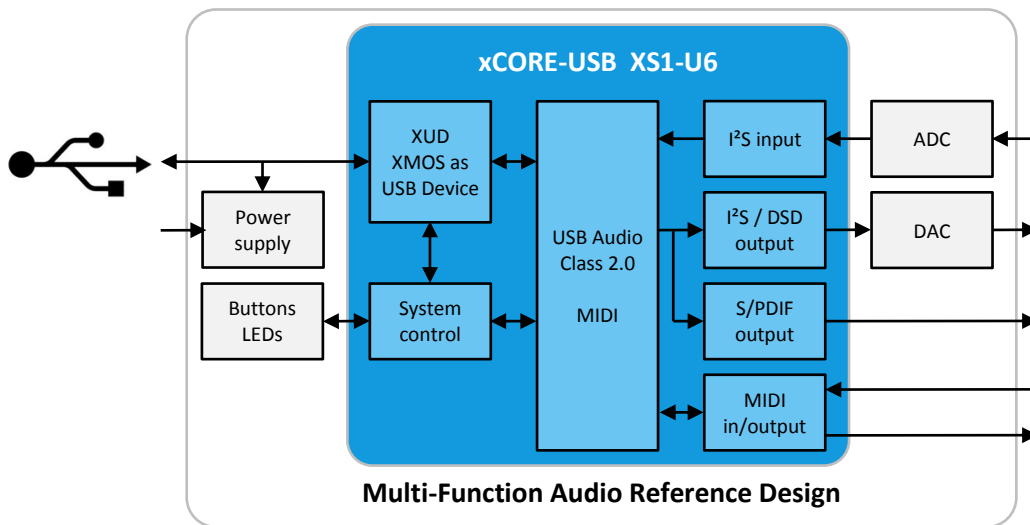 xCORE-USB XS1-U6
XUD
XMOS as
USB Device
I²S input
ADC
Power
supply
USB Audio
Class 2.0
MIDI
I²S / DSD
output
DAC
Buttons
LEDs
System
control
S/PDIF
output
MIDI
in/output
Multi-Function Audio Reference Design